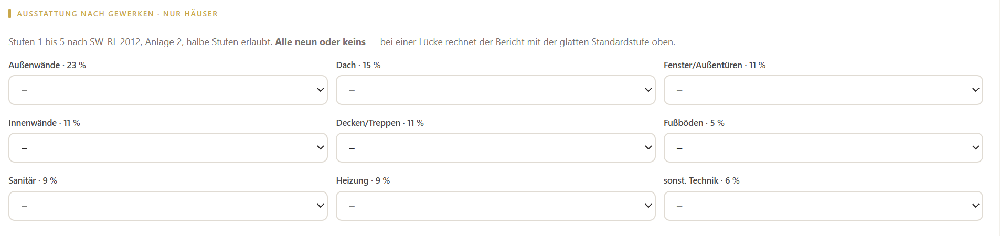 AUSSTATTUNG NACH GEWERKEN · NUR HÄUSER
Stufen 1 bis 5 nach SW-RL 2012, Anlage 2, halbe Stufen erlaubt. Alle neun oder keins — bei einer Lücke rechnet der Bericht mit der glatten Standardstufe oben.
Außenwände · 23 %
Dach · 15 %
Fenster/Außentüren · 11 %
–
–
–
Innenwände · 11 %
Decken/Treppen · 11 %
Fußböden · 5 %
–
–
–
Sanitär · 9 %
Heizung · 9 %
sonst. Technik · 6 %
–
–
–